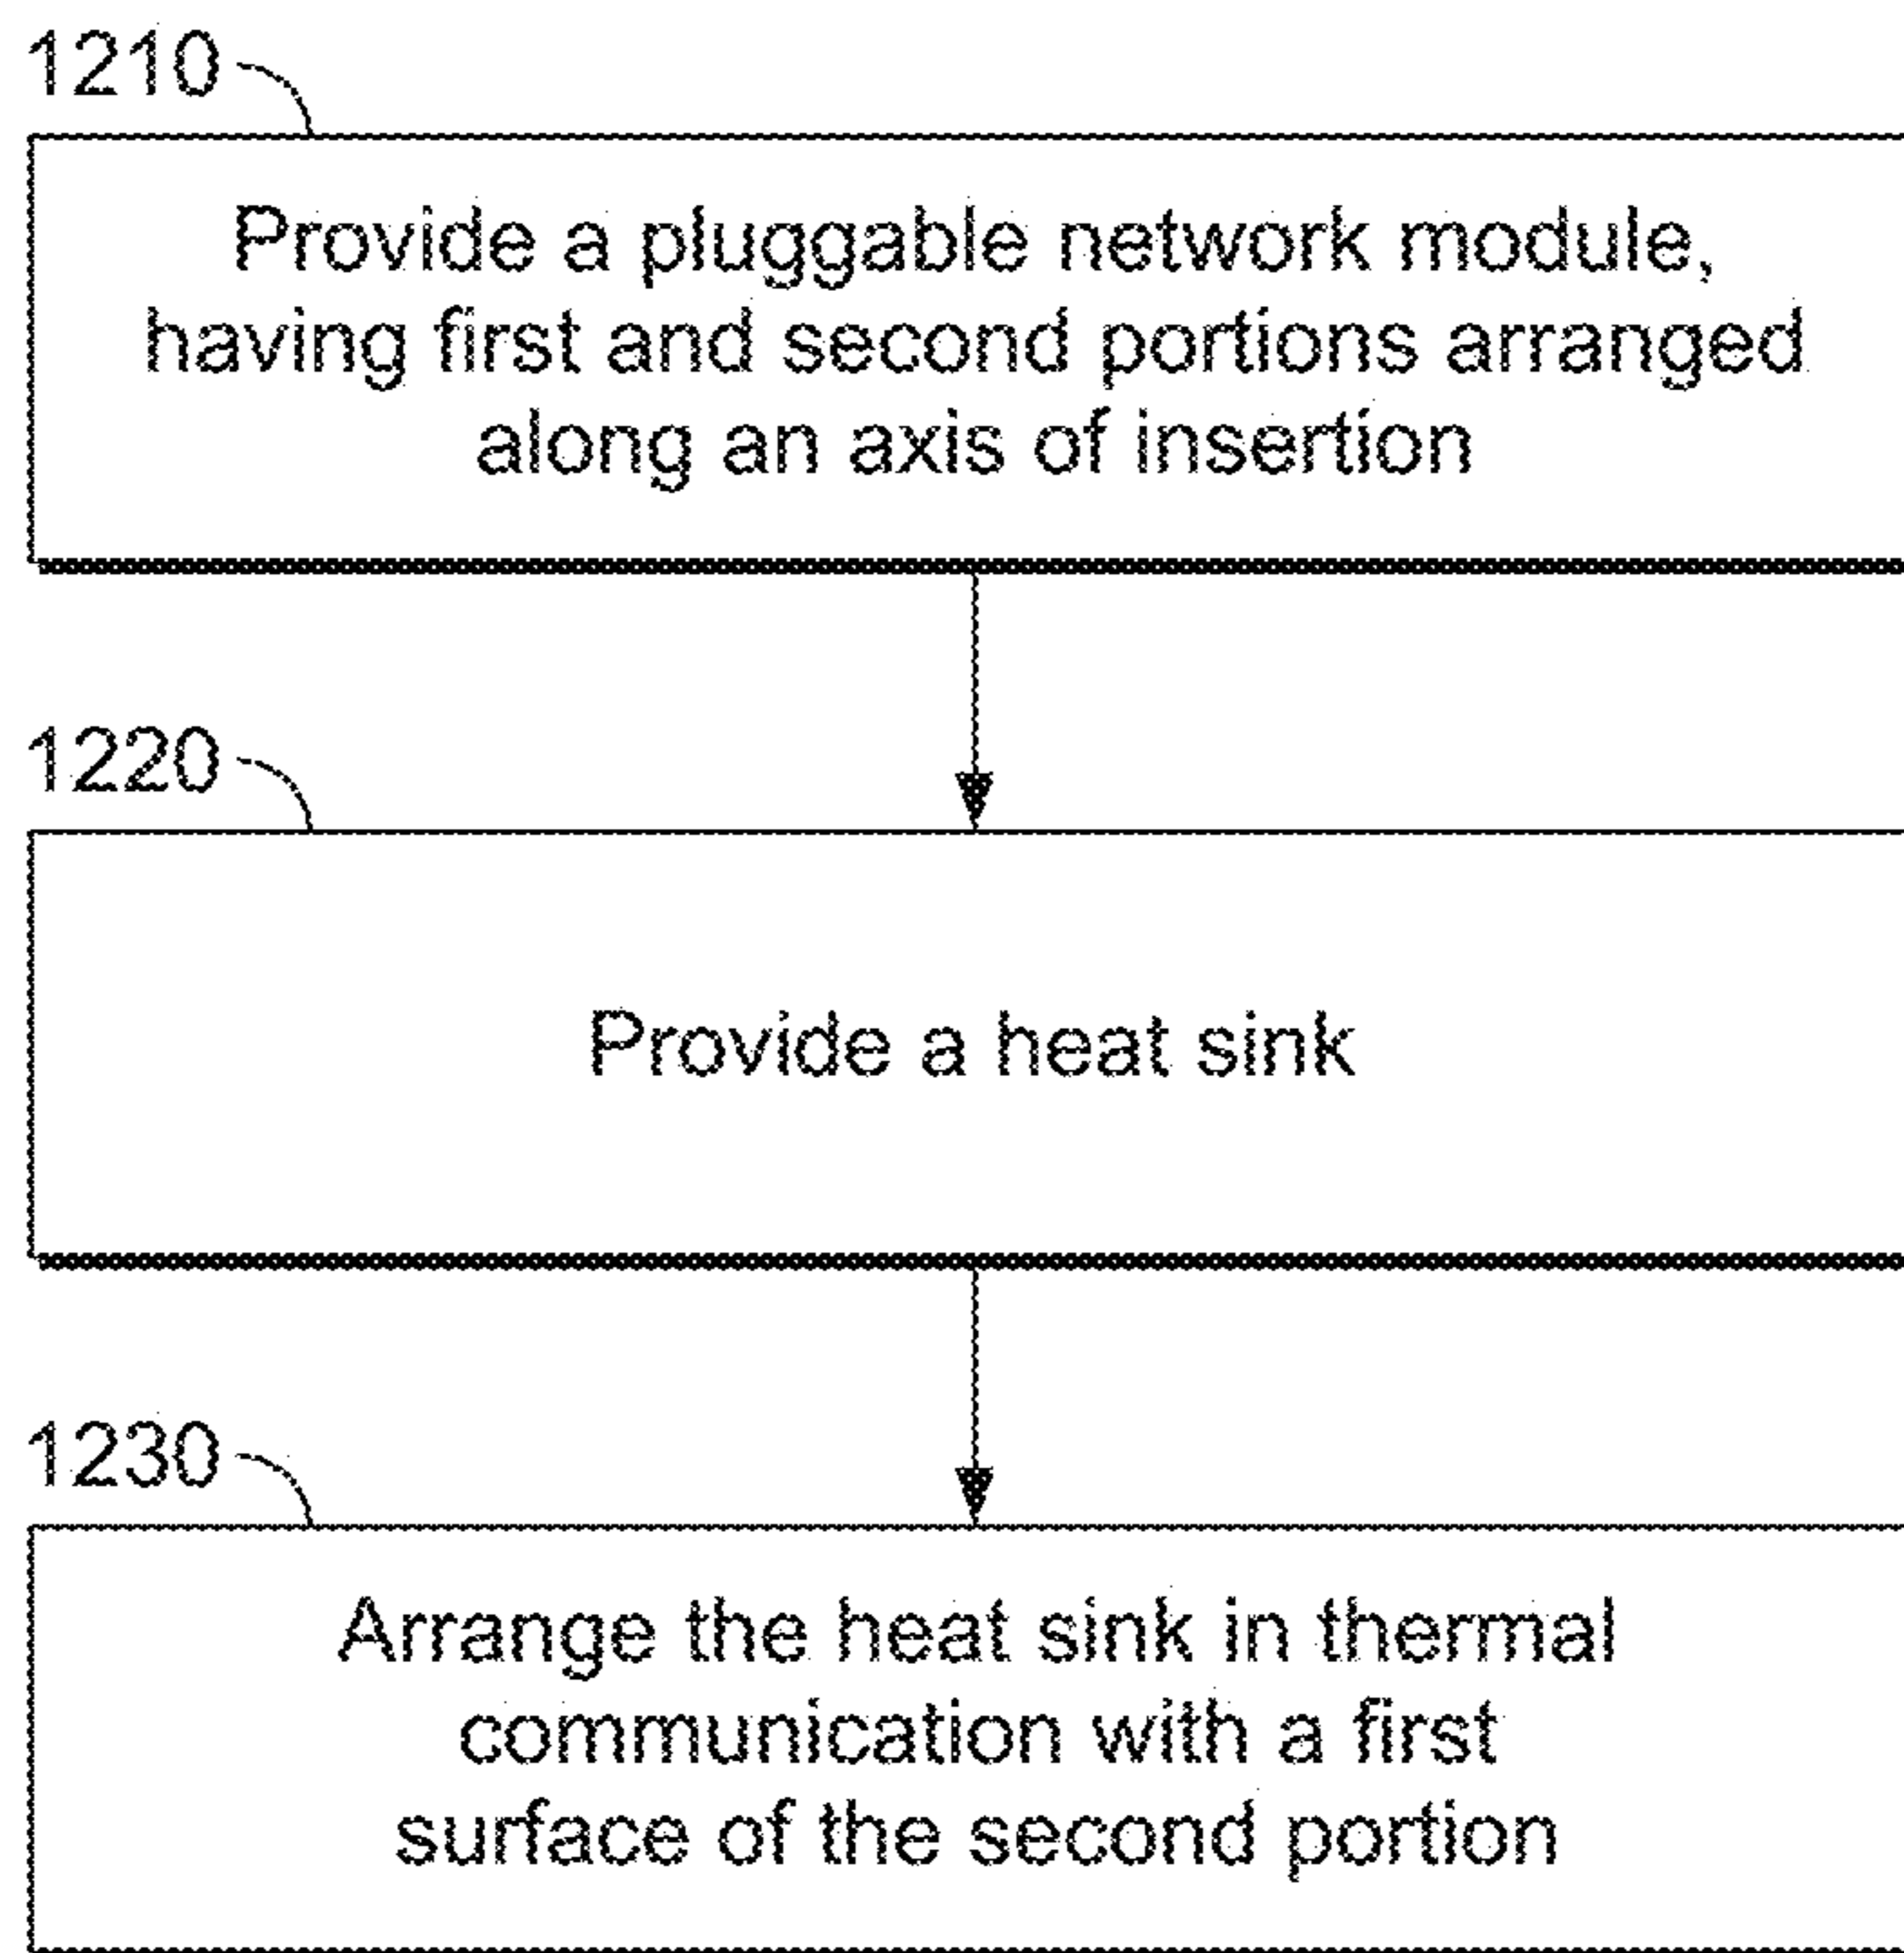 1210
Provide a pluggable network module,
having first and second portions arranged
along an axis of insertion
1220
Provide a heat sink
1230
Arrange the heat sink in thermal
communication with a first
surface of the second portion